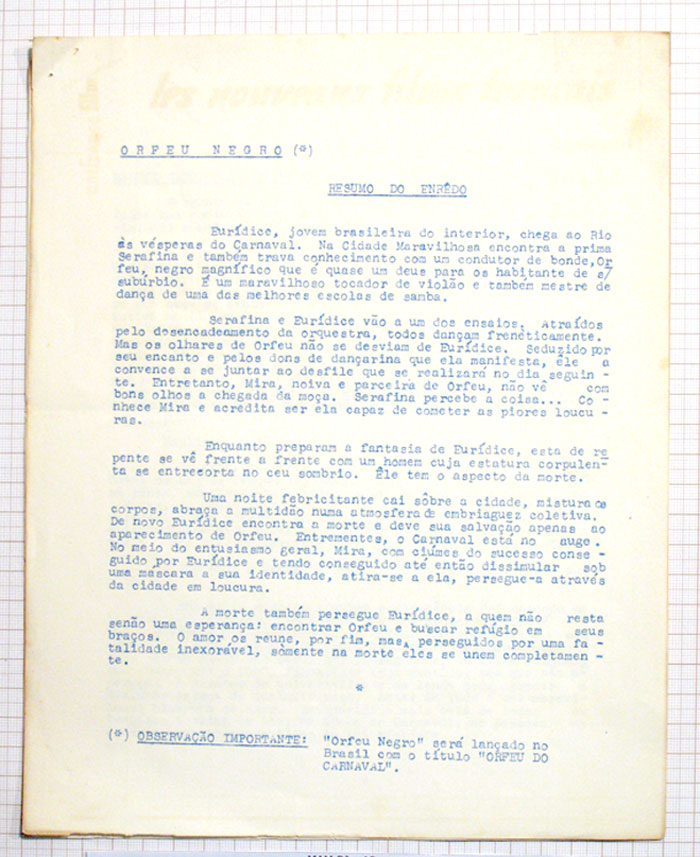 ORFEU NEGRO (*)
RESUMO DO ENRÊDO
Eurídice, jovem brasileira do interior, chega ao Rio
às vésperas do Carnaval. Na Cidade Maravilhosa encontra a prima
Serafina e também trava conhecimento com um condutor de bonde, Or
feu, negro magnífico que é quase um deus para os habitante de s/
subúrbio. É um maravilhoso tocador de violão e também mestre de
dança de uma das melhores escolas de samba.
Serafina e Eurídice vão a um dos ensaios. Atraídos
pelo desencadeamento da orquestra, todos dançam frenèticamente.
Mas os olhares de Orfeu não se desviam de Eurídice. Seduzido por
seu encanto e pelos dons de dançarina que ela manifesta, ele a
convence a se juntar ao desfile que se realizará no dia seguin -
te. Entretanto, Mira, noiva e parceira de Orfeu, não vê com
bons olhos a chegada da moça. Serafina percebe a coisa... Co -
nhece Mira e acredita ser ela capaz de cometer as piores loucu -
ras.
Enquanto preparam a fantasia de Eurídice, esta de re
pente se vê frente a frente com um homem cuja estatura corpulen-
ta se entrecorta no ceu sombrio. Êle tem o aspecto da morte.
Uma noite febricitante cai sôbre a cidade, mistura os
corpos, abraça a multidão numa atmosfera de embriaguez coletiva.
De novo Eurídice encontra a morte e deve sua salvação apenas ao
aparecimento de Orfeu. Entrementes, o Carnaval está no auge.
No meio do entusiasmo geral, Mira, com ciúmes do sucesso conse -
guido por Eurídice e tendo conseguido até então dissimular sob
uma mascara a sua identidade, atira-se a ela, persegue-a através
da cidade em loucura.
A morte também persegue Eurídice, a quem não resta
senão uma esperança: encontrar Orfeu e buscar refúgio em seus
braços. O amor os reune, por fim, mas, perseguidos por uma fa -
talidade inexorável, sòmente na morte eles se unem completamen -
te.
*
(*) OBSERVAÇÃO IMPORTANTE: "Orfeu Negro" será lançado no
Brasil com o título "ORFEU DO
CARNAVAL".